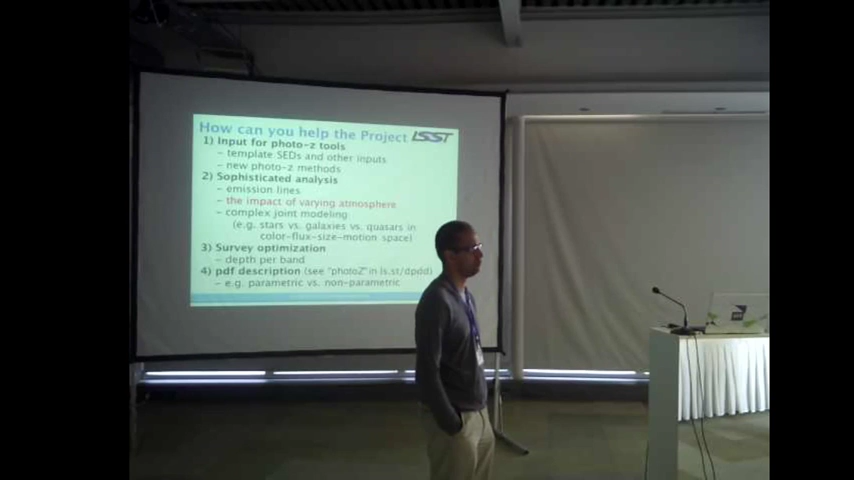 How can you help the Project LSST
1) Input for photo-z tools
- template SEDs and other inputs
- new photo-z methods
2) Sophisticated analysis
- emission lines
- the impact of varying atmosphere
- complex joint modeling
(e.g. stars vs. galaxies vs. quasars in
color-flux-size-motion space)
3) Survey optimization
- depth per band
4) pdf description (see "photoZ" in ls.st/dpdd)
- e.g. parametric vs. non-parametric